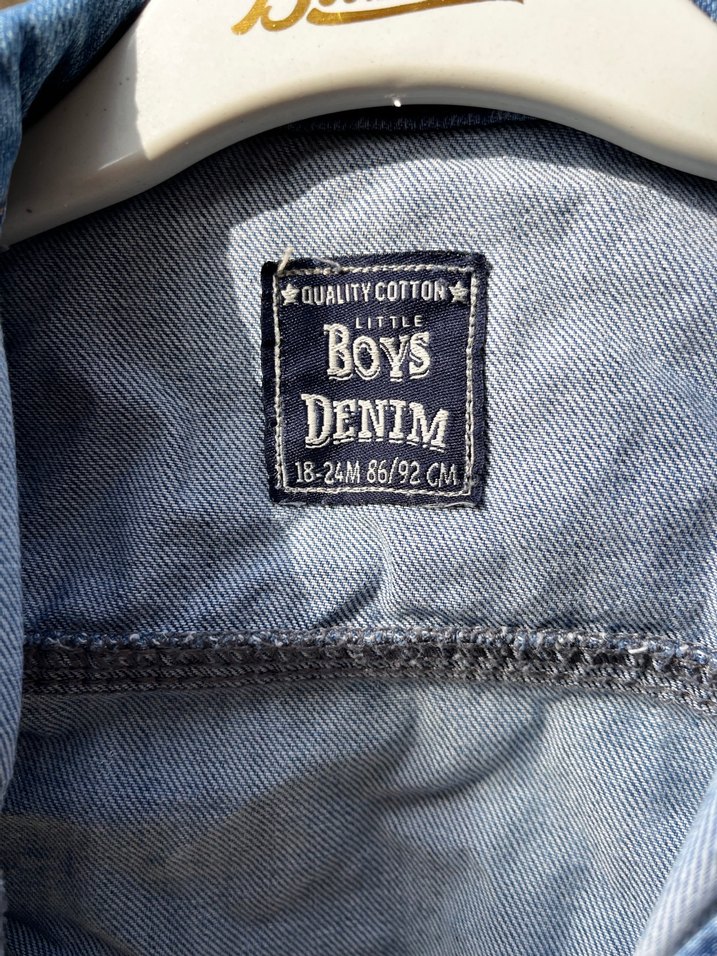 ★QUALITY COTTON★
LITTLE
BOYS
DENIM
18-24M 86/92 CM